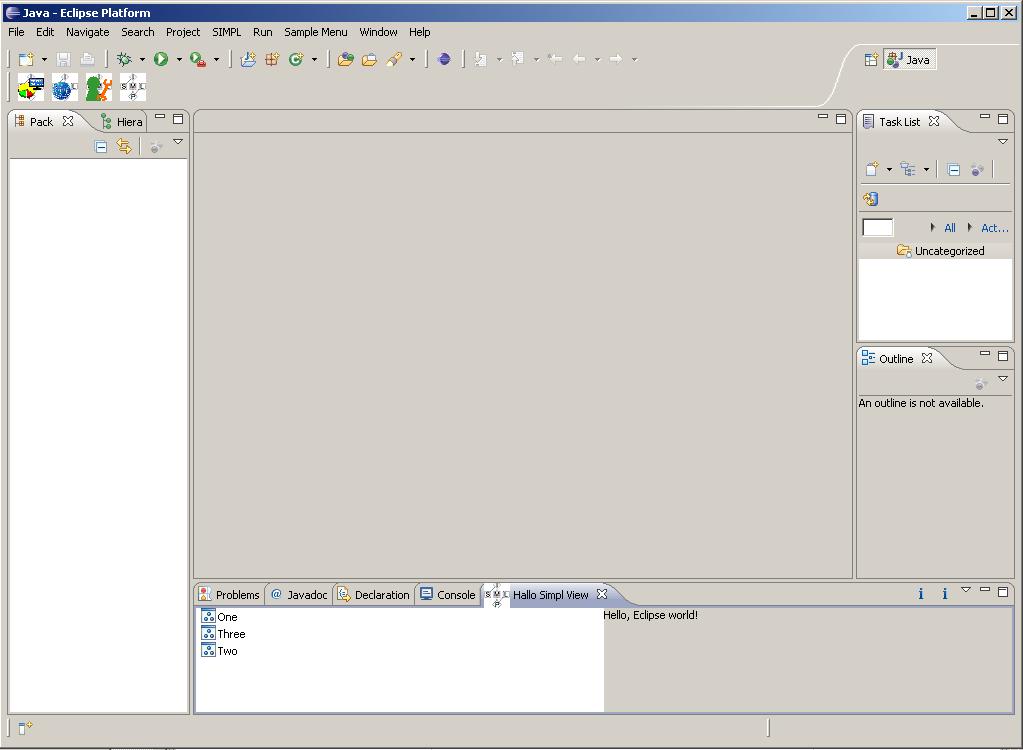 Java - Eclipse Platform
File Edit Navigate Search Project SIMPL Run Sample Menu Window Help
Java
S M L P
Pack Hiera
Task List
All Act...
Uncategorized
Outline
An outline is not available.
Problems @ Javadoc Declaration Console Hallo Simpl View
One
Three
Two
Hello, Eclipse world!